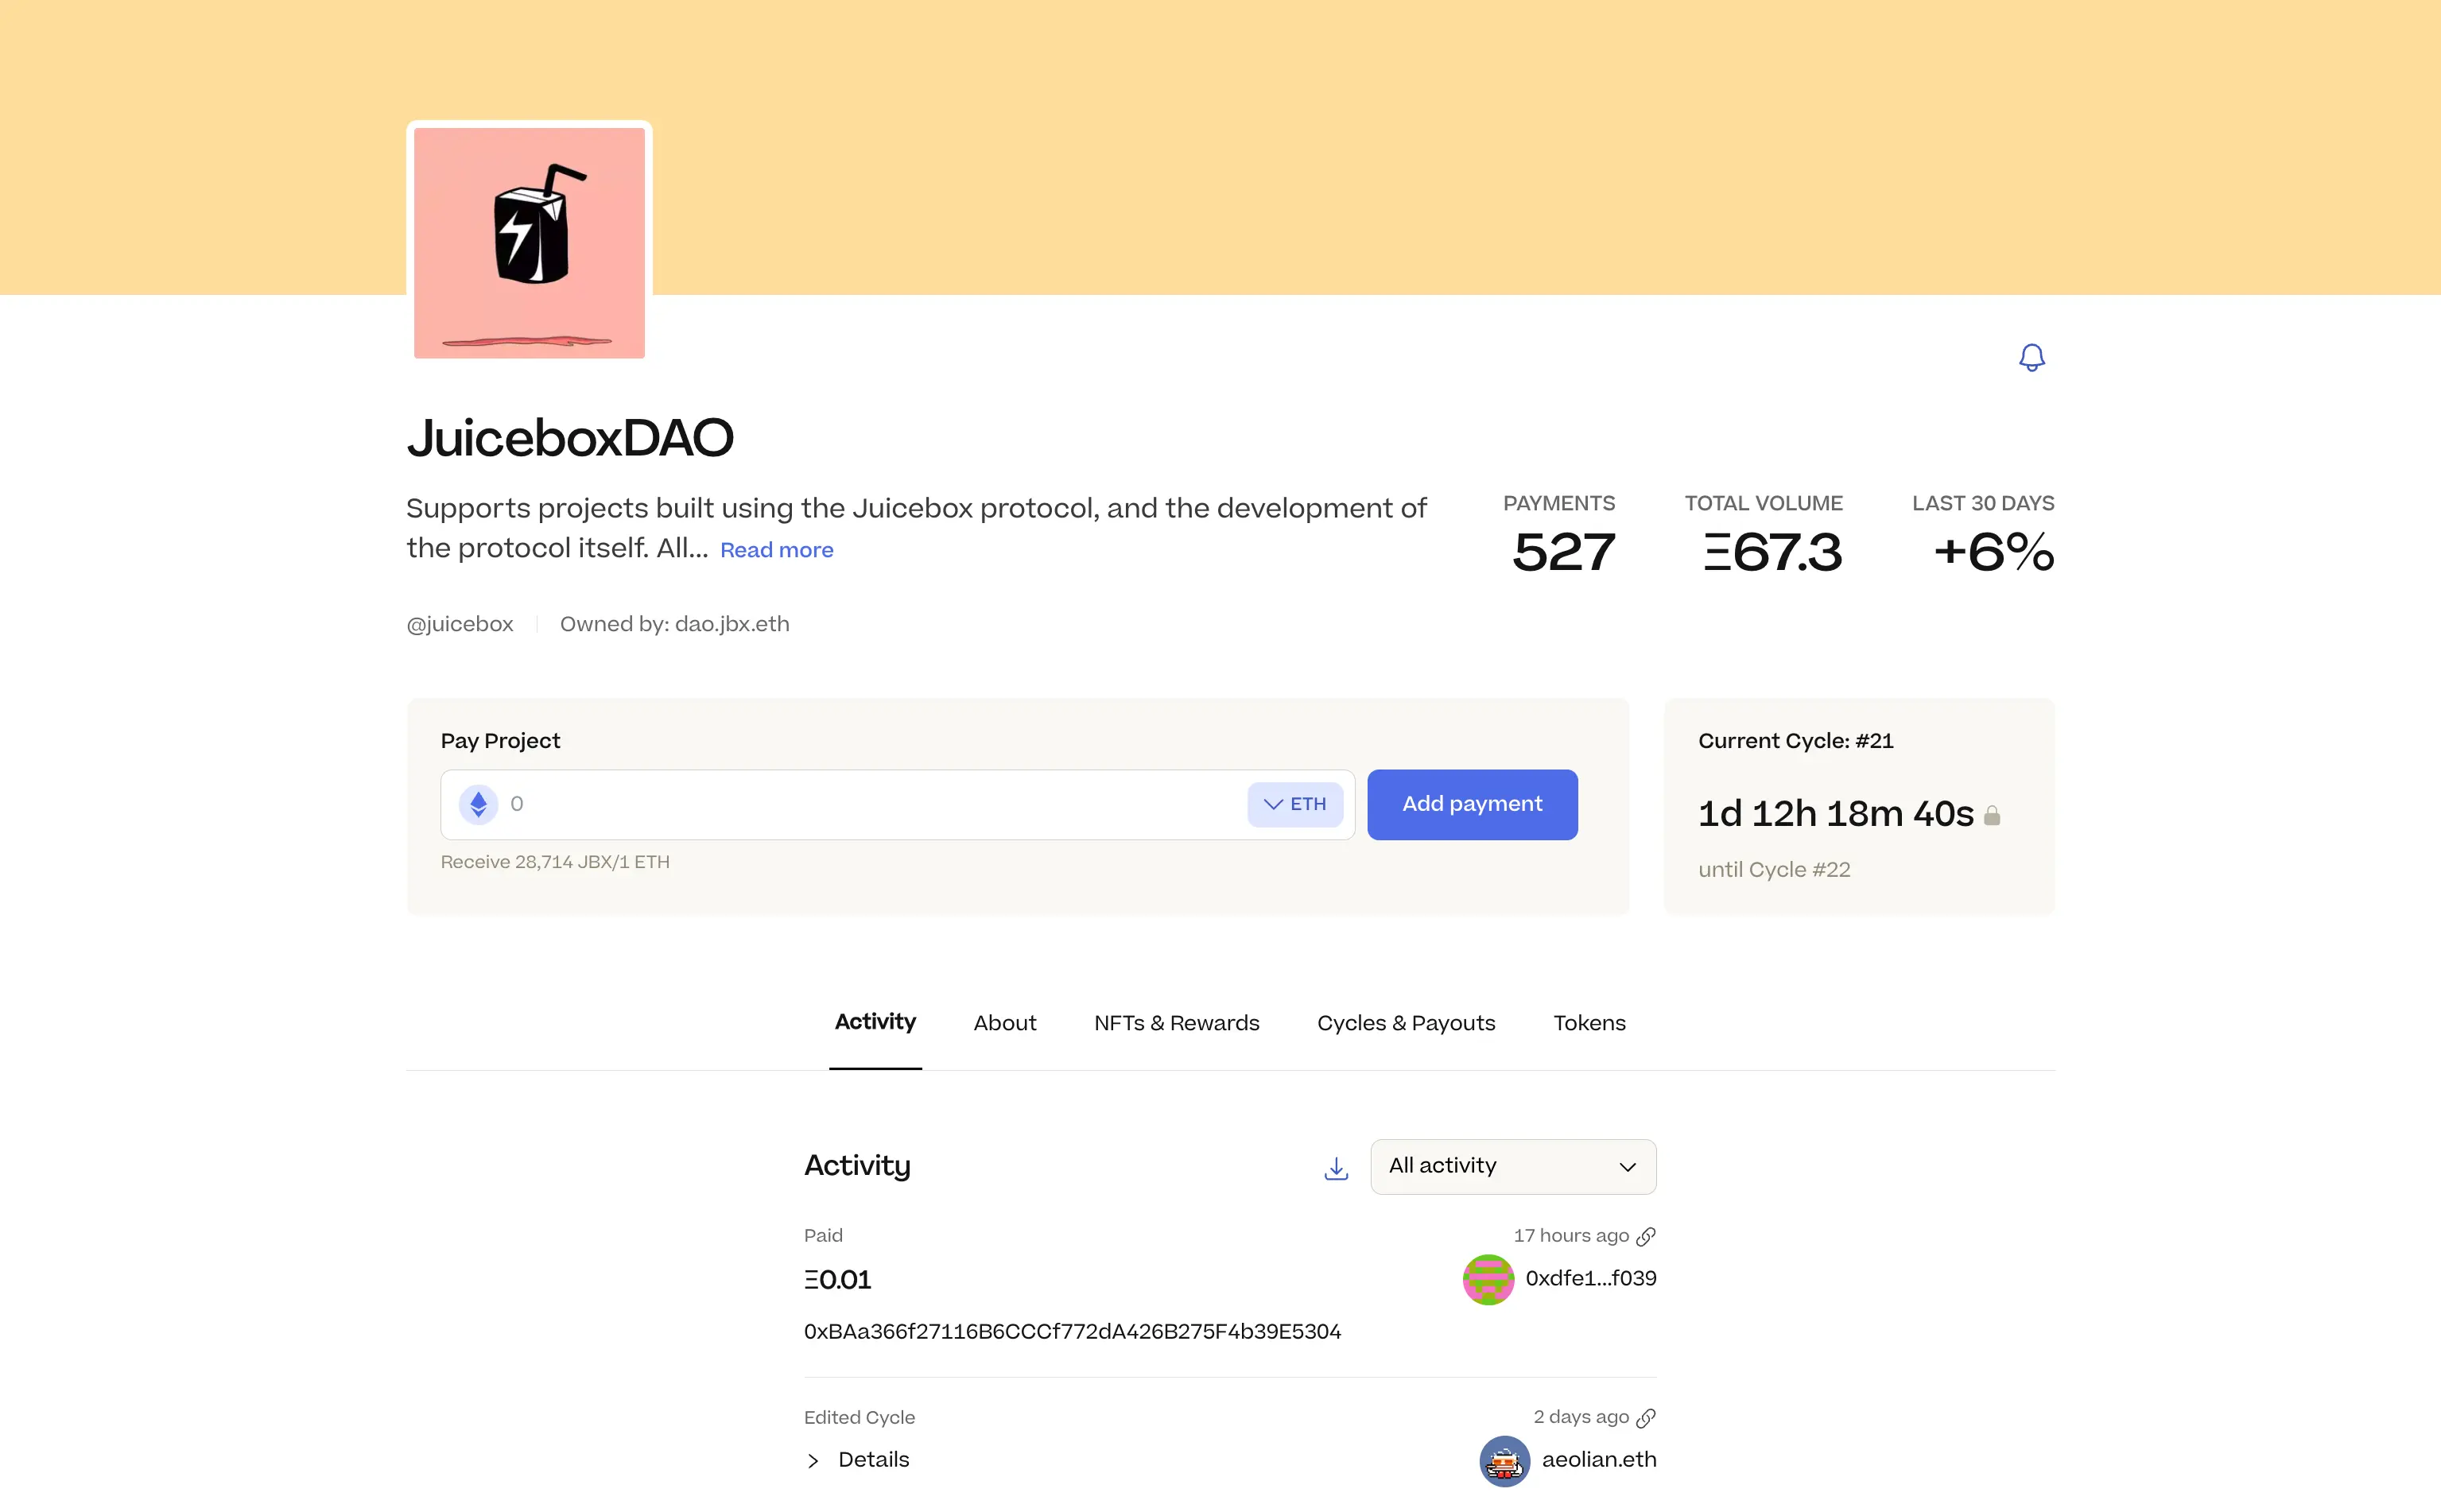 JuiceboxDAO
Supports projects built using the Juicebox protocol, and the development of
the protocol itself. All... Read more
PAYMENTS
527
TOTAL VOLUME
Ξ67.3
LAST 30 DAYS
+6%
@juicebox
Owned by: dao.jbx.eth
Pay Project
0
ETH
Add payment
Receive 28,714 JBX/1 ETH
Current Cycle: #21
1d 12h 18m 40s
until Cycle #22
Activity
About
NFTs & Rewards
Cycles & Payouts
Tokens
Activity
All activity
Paid
17 hours ago
Ξ0.01
0xdfe1...f039
0xBAa366f27116B6CCCf772dA426B275F4b39E5304
Edited Cycle
2 days ago
Details
aeolian.eth